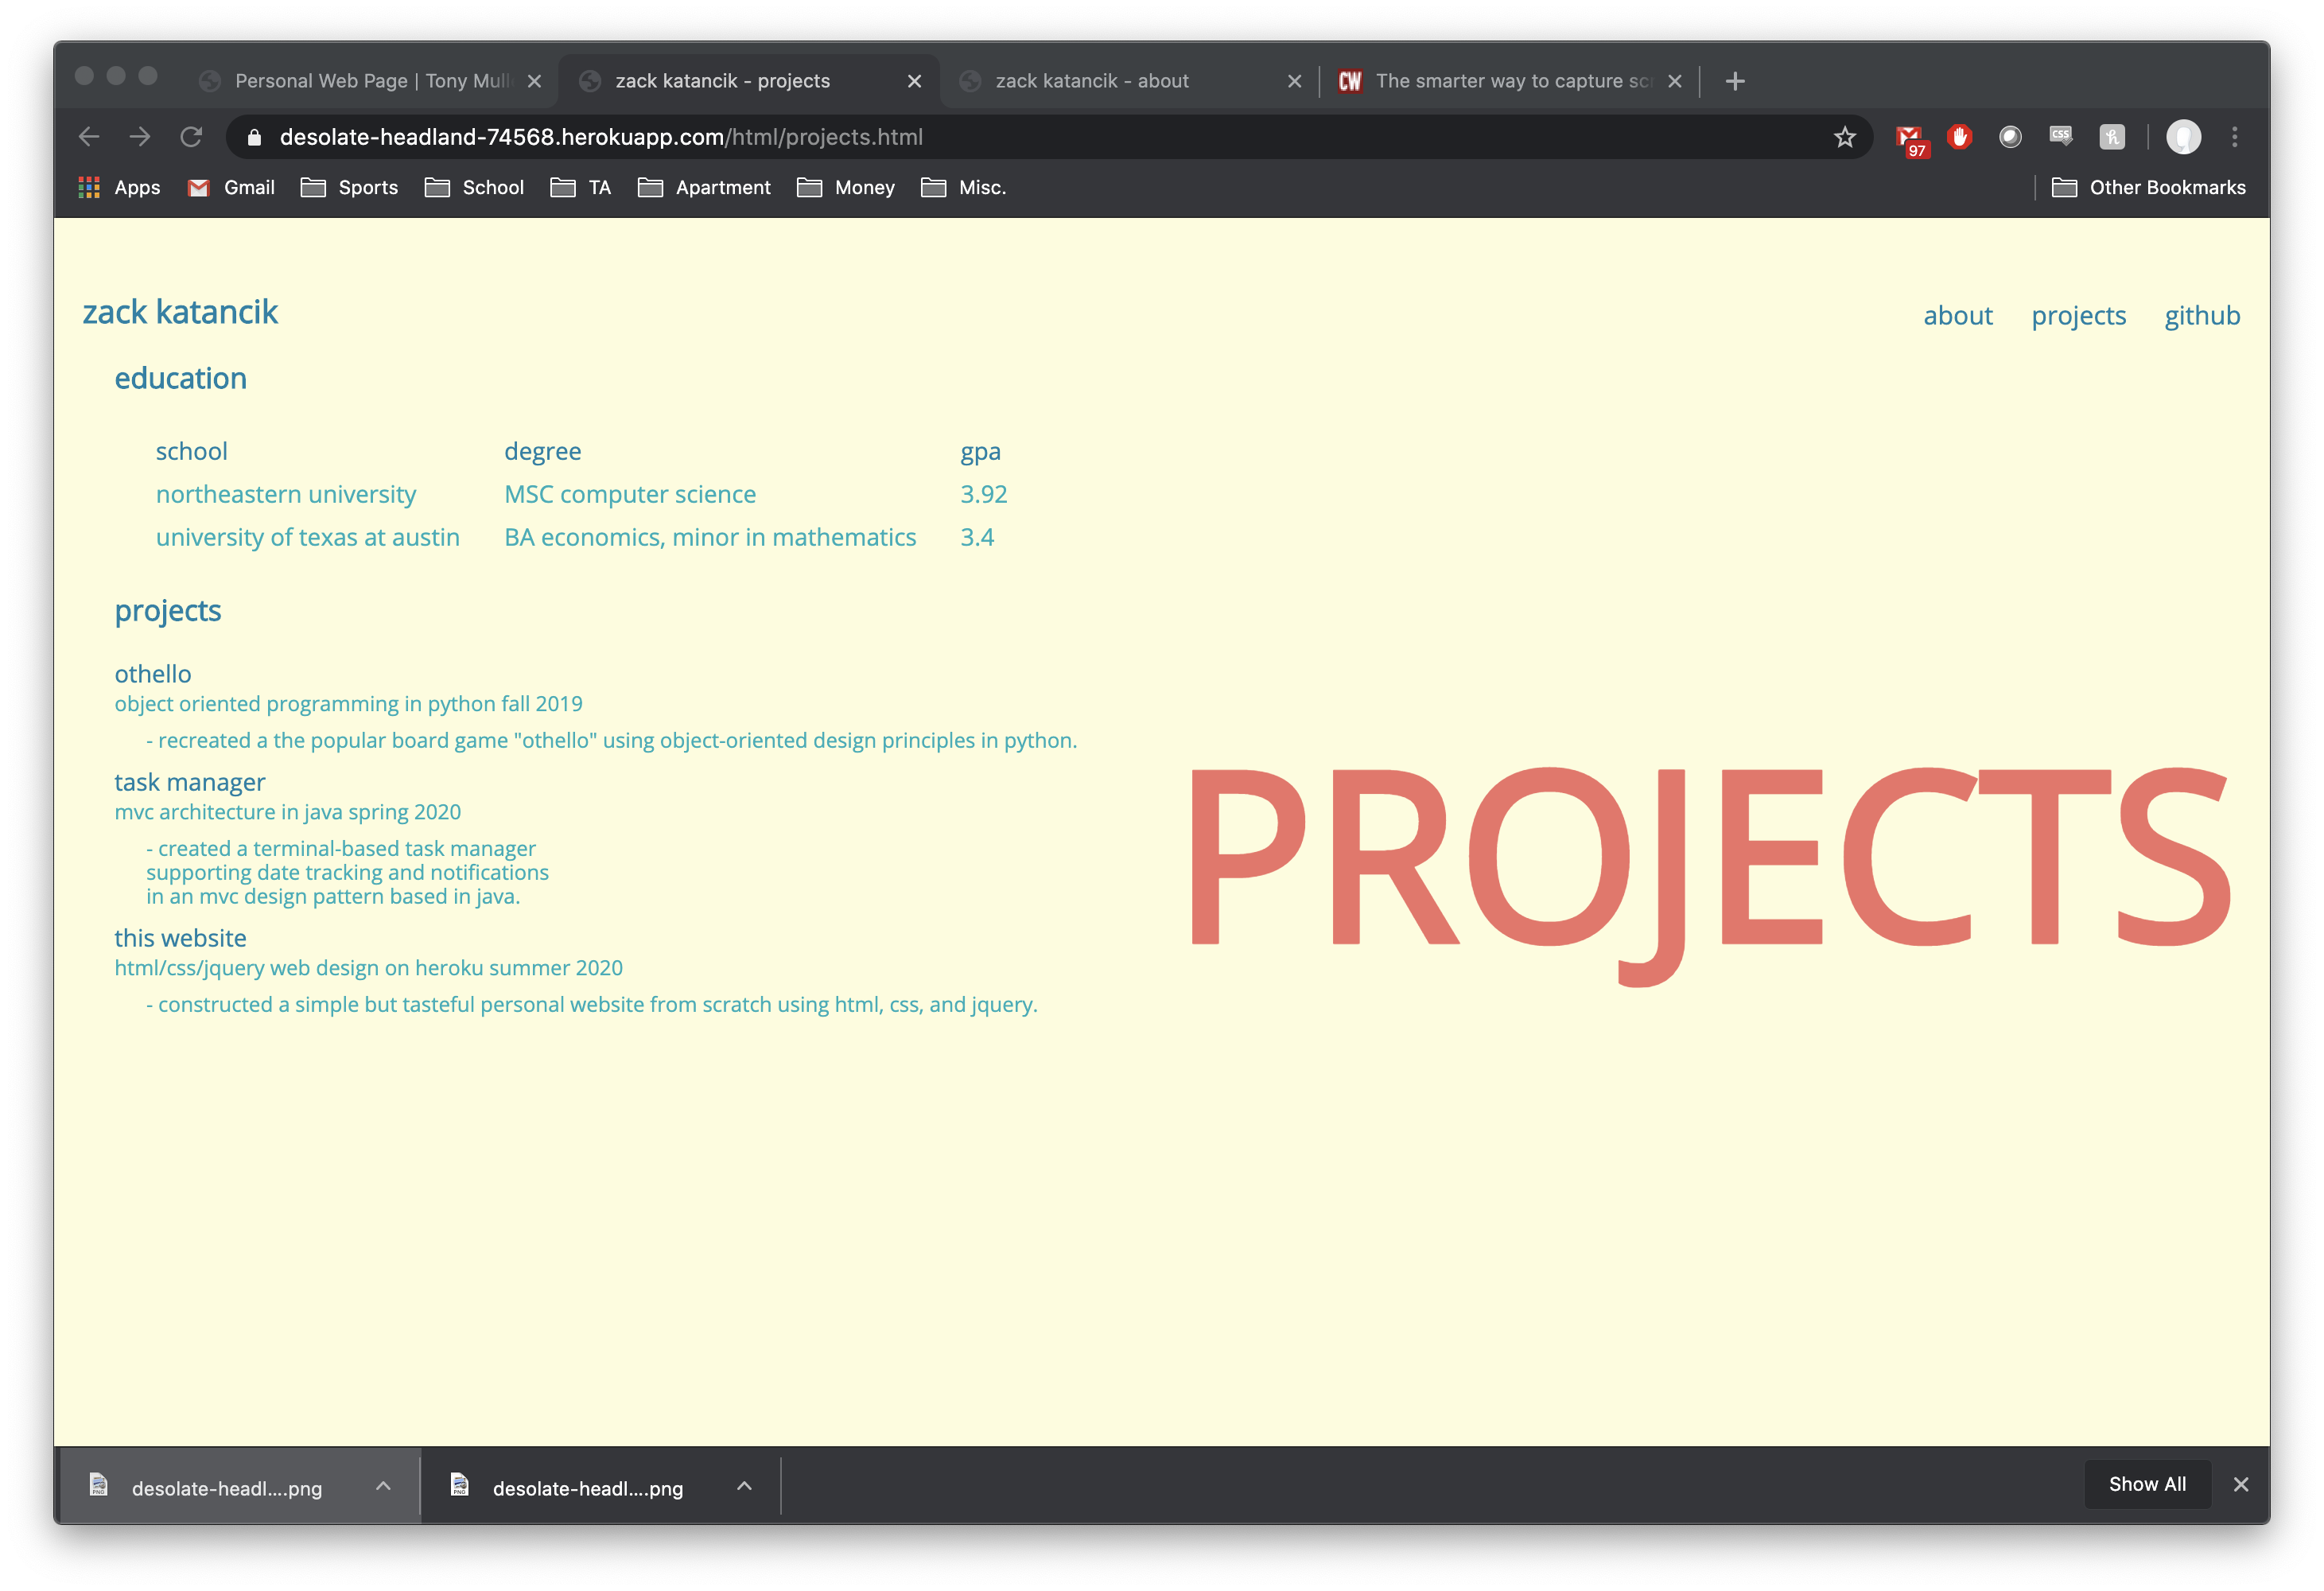 Personal Web Page | Tony Mull
zack katancik - projects
zack katancik - about
CW The smarter way to capture scr
desolate-headland-74568.herokuapp.com/html/projects.html
97
CSS
Apps Gmail Sports School TA Apartment Money Misc. Other Bookmarks
zack katancik
about projects github
education
school degree gpa
northeastern university MSC computer science 3.92
university of texas at austin BA economics, minor in mathematics 3.4
projects
othello
object oriented programming in python fall 2019
- recreated a the popular board game "othello" using object-oriented design principles in python.
task manager
mvc architecture in java spring 2020
- created a terminal-based task manager
supporting date tracking and notifications
in an mvc design pattern based in java.
this website
html/css/jquery web design on heroku summer 2020
- constructed a simple but tasteful personal website from scratch using html, css, and jquery.
PROJECTS
desolate-headl....png
desolate-headl....png
Show All